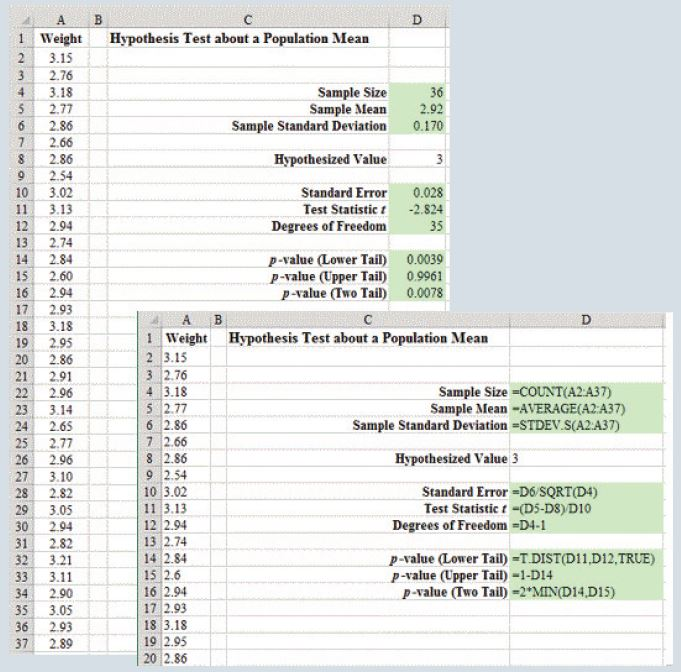 A B C D
1 Weight Hypothesis Test about a Population Mean
2 3.15
3 2.76
4 3.18 Sample Size 36
5 2.77 Sample Mean 2.92
6 2.86 Sample Standard Deviation 0.170
7 2.66
8 2.86 Hypothesized Value 3
9 2.54
10 3.02 Standard Error 0.028
11 3.13 Test Statistic t -2.824
12 2.94 Degrees of Freedom 35
13 2.74
14 2.84 p-value (Lower Tail) 0.0039
15 2.60 p-value (Upper Tail) 0.9961
16 2.94 p-value (Two Tail) 0.0078
17 2.93
18 3.18
19 2.95
20 2.86
21 2.91
22 2.96
23 3.14
24 2.65
25 2.77
26 2.96
27 3.10
28 2.82
29 3.05
30 2.94
31 2.82
32 3.21
33 3.11
34 2.90
35 3.05
36 2.93
37 2.89
A B C D
1 Weight Hypothesis Test about a Population Mean
2 3.15
3 2.76
4 3.18 Sample Size =COUNT(A2:A37)
5 2.77 Sample Mean =AVERAGE(A2:A37)
6 2.86 Sample Standard Deviation =STDEV.S(A2:A37)
7 2.66
8 2.86 Hypothesized Value 3
9 2.54
10 3.02 Standard Error =D6/SQRT(D4)
11 3.13 Test Statistic t =(D5-D8)/D10
12 2.94 Degrees of Freedom =D4-1
13 2.74
14 2.84 p-value (Lower Tail) =T.DIST(D11,D12,TRUE)
15 2.6 p-value (Upper Tail) =1-D14
16 2.94 p-value (Two Tail) =2*MIN(D14,D15)
17 2.93
18 3.18
19 2.95
20 2.86